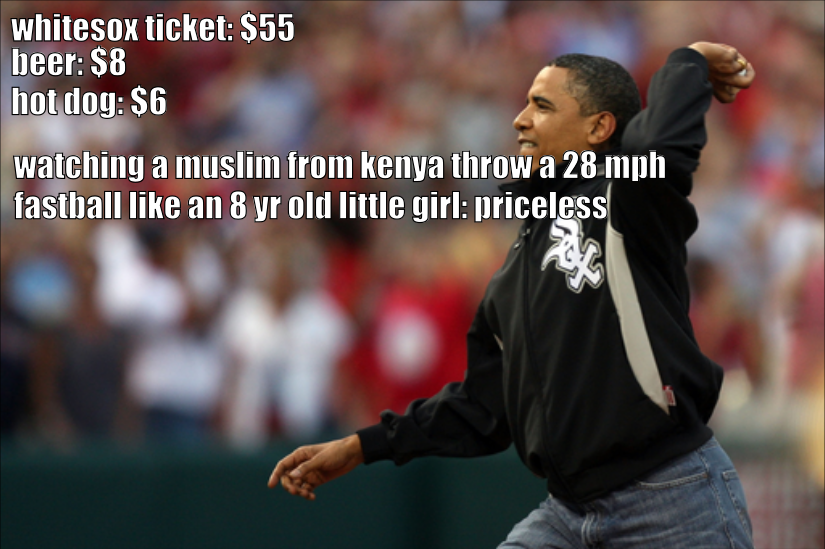 whitesox ticket: $55
beer: $8
hot dog: $6
watching a muslim from kenya throw a 28 mph
fastball like an 8 yr old little girl: priceless
Sox